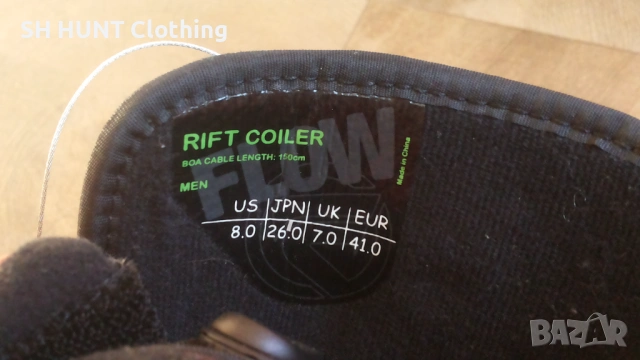 SH HUNT Clothing
RIFT COILER
BOA CABLE LENGTH: 150cm
MEN
FLOW
Made in China
US JPN UK EUR
8.0 26.0 7.0 41.0
BAZAR